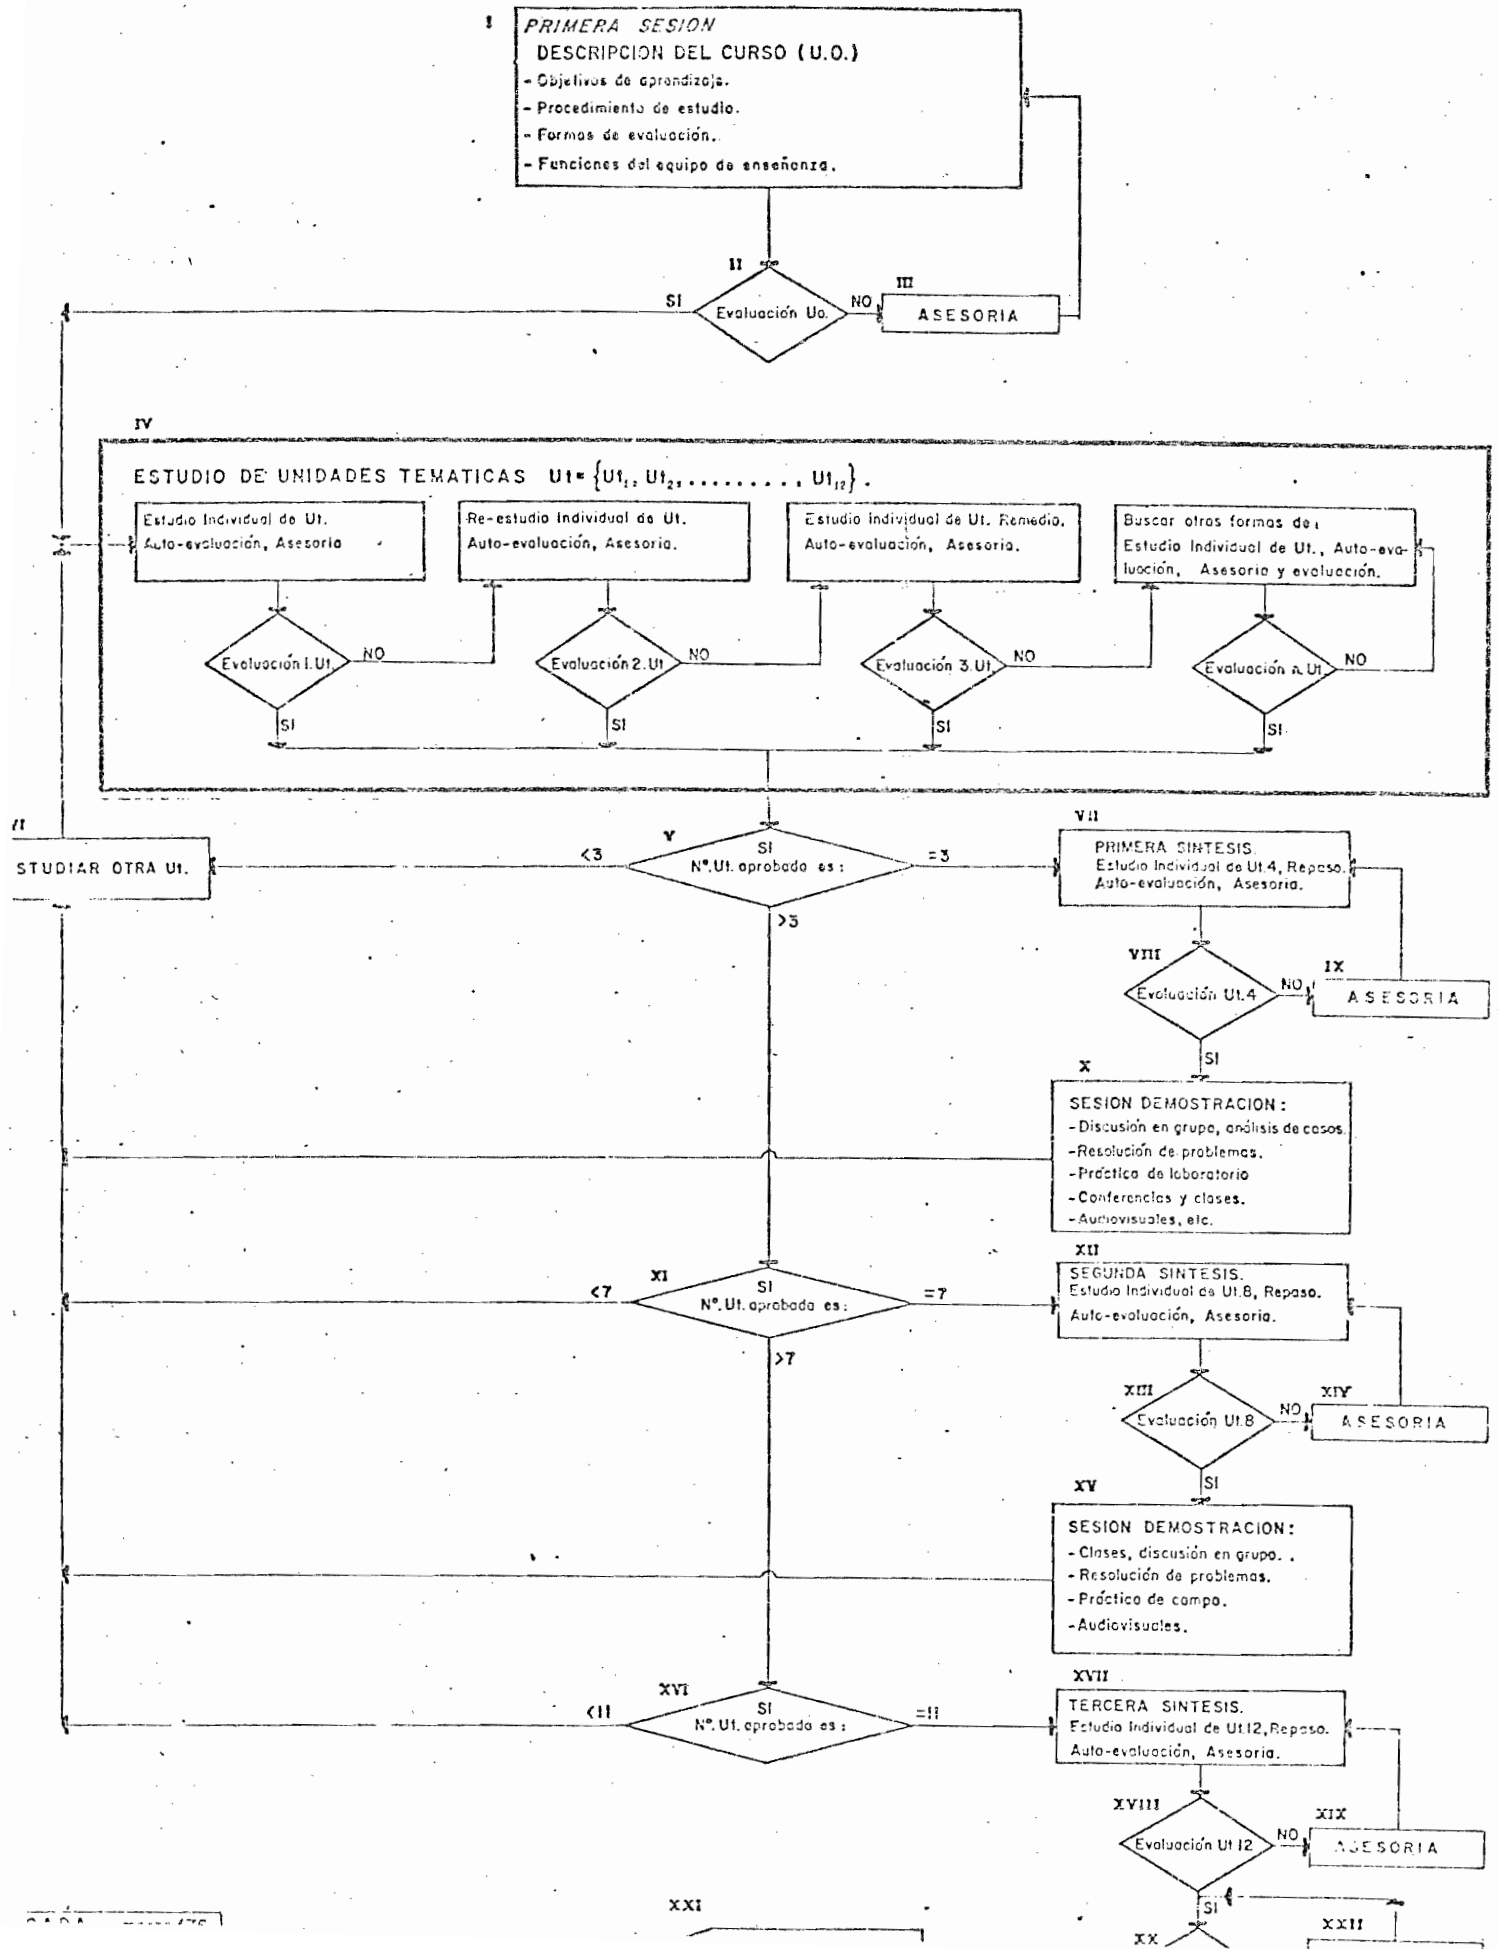 I
PRIMERA SESION
DESCRIPCION DEL CURSO (U.O.)
- Objetivos de aprendizaje.
- Procedimiento de estudio.
- Formas de evaluación.
- Funciones del equipo de enseñanza.
II
SI
Evaluación Uo.
NO
III
ASESORIA
IV
ESTUDIO DE UNIDADES TEMATICAS Ut= {Ut₁, Ut₂, ........., Ut₁₂}.
Estudio Individual de Ut.
Auto-evaluación, Asesoria
Re-estudio Individual de Ut.
Auto-evaluación, Asesoria.
Estudio individual de Ut. Remedio.
Auto-evaluación, Asesoria.
Buscar otras formas de:
Estudio Individual de Ut., Auto-eva-
luación, Asesoria y evaluación.
Evaluación 1.Ut.
NO
Evaluación 2.Ut
NO
Evaluación 3.Ut.
NO
Evaluación n.Ut.
NO
SI
SI
SI
SI
VI
STUDIAR OTRA Ut.
V
<3
SI
N°.Ut. aprobada es:
=3
>3
VII
PRIMERA SINTESIS.
Estudio Individual de Ut.4, Repaso.
Auto-evaluación, Asesoria.
VIII
Evaluación Ut.4
NO
IX
ASESORIA
SI
X
SESION DEMOSTRACION:
-Discusión en grupo, análisis de casos.
-Resolución de problemas.
-Práctica de laboratorio
-Conferencias y clases.
-Audiovisuales, etc.
XI
<7
SI
N°.Ut. aprobada es:
=7
>7
XII
SEGUNDA SINTESIS.
Estudio Individual de Ut.8, Repaso.
Auto-evaluación, Asesoria.
XIII
Evaluación Ut.8
NO
XIV
ASESORIA
SI
XV
SESION DEMOSTRACION:
- Clases, discusión en grupo.
- Resolución de problemas.
- Práctica de campo.
-Audiovisuales.
XVI
<11
SI
N°.Ut. aprobada es:
=11
XVII
TERCERA SINTESIS.
Estudio Individual de Ut.12, Repaso.
Auto-evaluación, Asesoria.
XVIII
Evaluación Ut 12
NO
XIX
ASESORIA
SI
XXI
XX
XXII